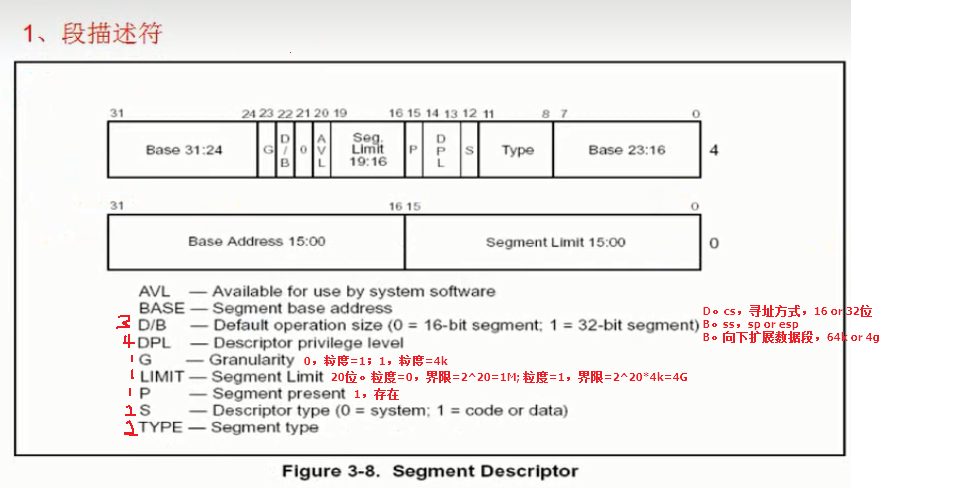 1、段描述符
31 24 23 22 21 20 19 16 15 14 13 12 11 8 7 0
Base 31:24 G D/B 0 AVL Seg. Limit 19:16 P DPL S Type Base 23:16 4
31 16 15 0
Base Address 15:00 Segment Limit 15:00 0
AVL — Available for use by system software
BASE — Segment base address
3 D/B — Default operation size (0 = 16-bit segment; 1 = 32-bit segment) D。cs，寻址方式，16 or 32位
B。ss，sp or esp
4 DPL — Descriptor privilege level B。向下扩展数据段，64k or 4g
1 G — Granularity 0，粒度=1；1，粒度=4k
1 LIMIT — Segment Limit 20位。粒度=0，界限=2^20=1M; 粒度=1，界限=2^20*4k=4G
1 P — Segment present 1，存在
2 S — Descriptor type (0 = system; 1 = code or data)
2 TYPE — Segment type
Figure 3-8. Segment Descriptor